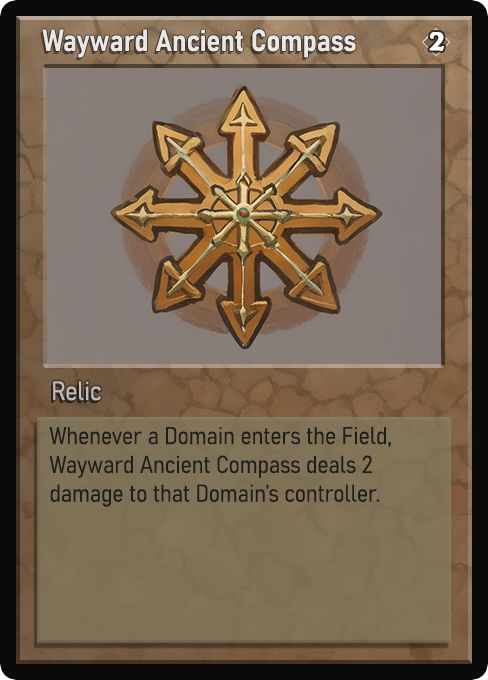 Wayward Ancient Compass 2
Relic
Whenever a Domain enters the Field,
Wayward Ancient Compass deals 2
damage to that Domain's controller.